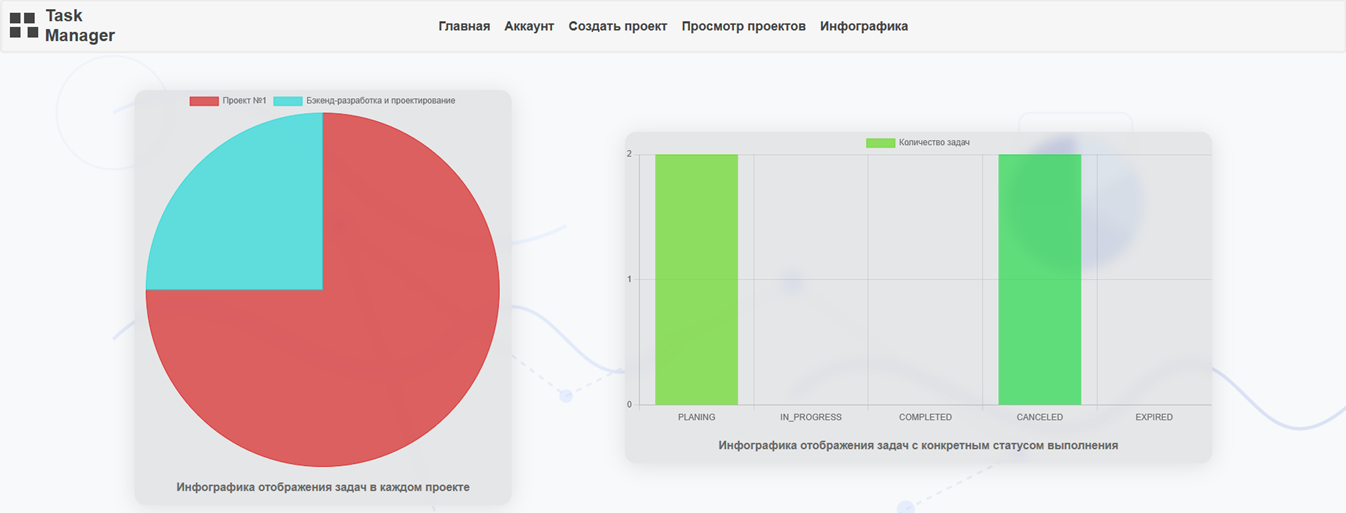 Task
Manager
Главная Аккаунт Создать проект Просмотр проектов Инфографика
Проект №1 Бэкенд-разработка и проектирование
Инфографика отображения задач в каждом проекте
Количество задач
2
1
0
PLANING IN_PROGRESS COMPLETED CANCELED EXPIRED
Инфографика отображения задач с конкретным статусом выполнения